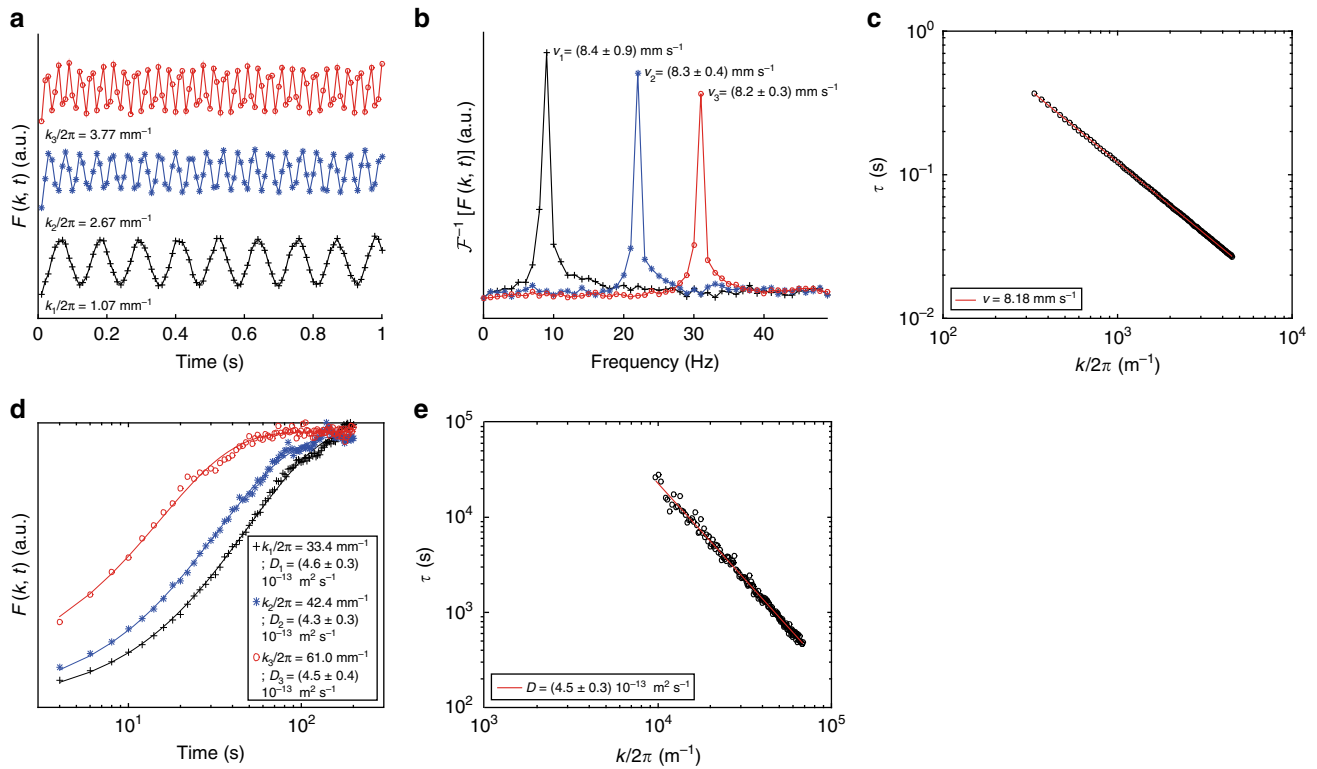 a
F (k, t) (a.u.)
k₃/2π = 3.77 mm⁻¹
k₂/2π = 2.67 mm⁻¹
k₁/2π = 1.07 mm⁻¹
0 0.2 0.4 0.6 0.8 1
Time (s)
b
ℱ⁻¹ [F (k, t)] (a.u.)
v₁= (8.4 ± 0.9) mm s⁻¹
v₂= (8.3 ± 0.4) mm s⁻¹
v₃= (8.2 ± 0.3) mm s⁻¹
0 20 40
Frequency (Hz)
c
τ (s)
10⁰
10⁻¹
10⁻²
v = 8.18 mm s⁻¹
10² 10³ 10⁴
k/2π (m⁻¹)
d
F (k, t) (a.u.)
k₁/2π = 33.4 mm⁻¹
; D₁ = (4.6 ± 0.3)
10⁻¹³ m² s⁻¹
k₂/2π = 42.4 mm⁻¹
; D₂ = (4.3 ± 0.3)
10⁻¹³ m² s⁻¹
k₃/2π = 61.0 mm⁻¹
; D₃ = (4.5 ± 0.4)
10⁻¹³ m² s⁻¹
10¹ 10²
Time (s)
e
τ (s)
10⁵
10⁴
10³
10²
D = (4.5 ± 0.3) 10⁻¹³ m² s⁻¹
10³ 10⁴ 10⁵
k/2π (m⁻¹)